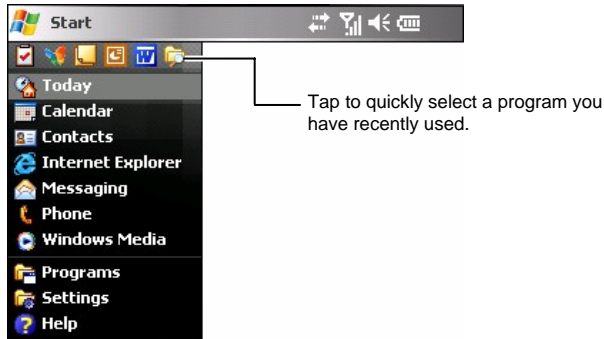 Start
Today
Tap to quickly select a program you
have recently used.
Calendar
Contacts
Internet Explorer
Messaging
Phone
Windows Media
Programs
Settings
Help